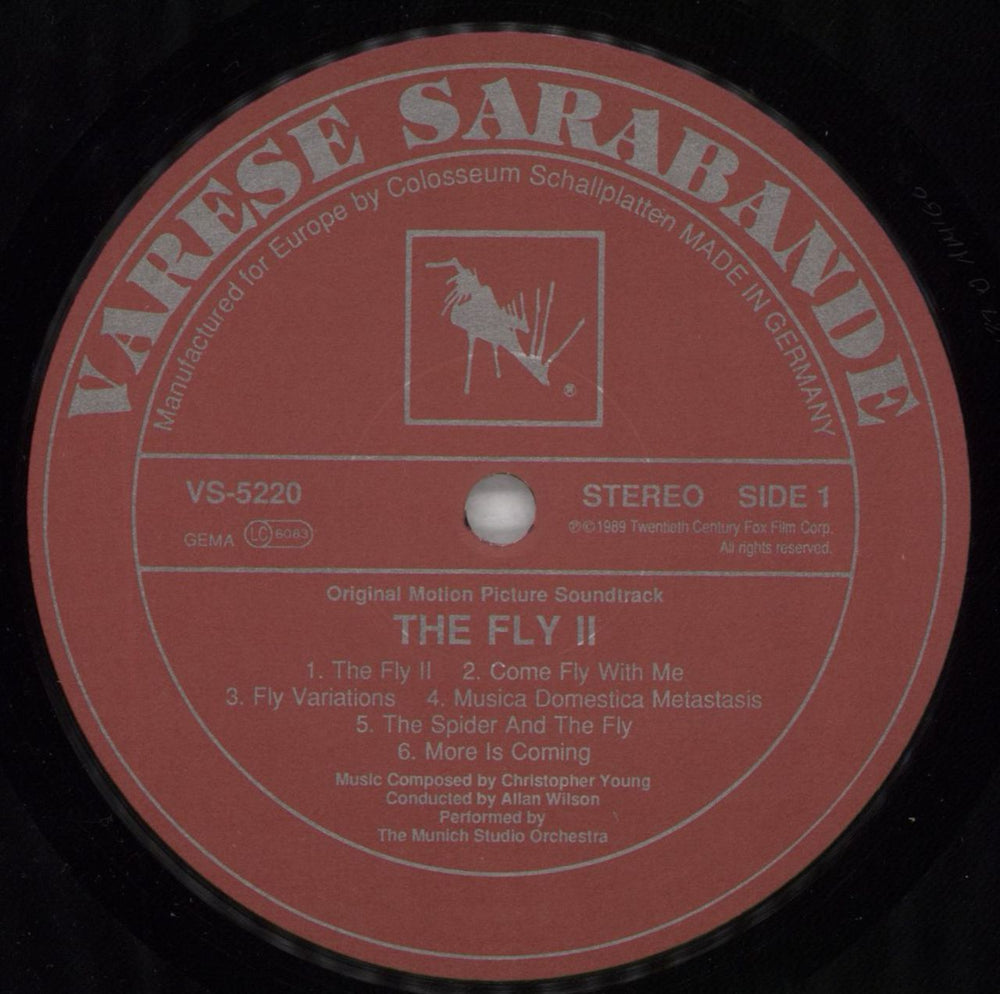 VARESE SARABANDE
Manufactured for Europe by Colosseum Schallplatten MADE IN GERMANY
®
VS-5220
GEMA LC 6083
STEREO SIDE 1
℗©1989 Twentieth Century Fox Film Corp.
All rights reserved.
Original Motion Picture Soundtrack
THE FLY II
1. The Fly II 2. Come Fly With Me
3. Fly Variations 4. Musica Domestica Metastasis
5. The Spider And The Fly
6. More Is Coming
Music Composed by Christopher Young
Conducted by Allan Wilson
Performed by
The Munich Studio Orchestra